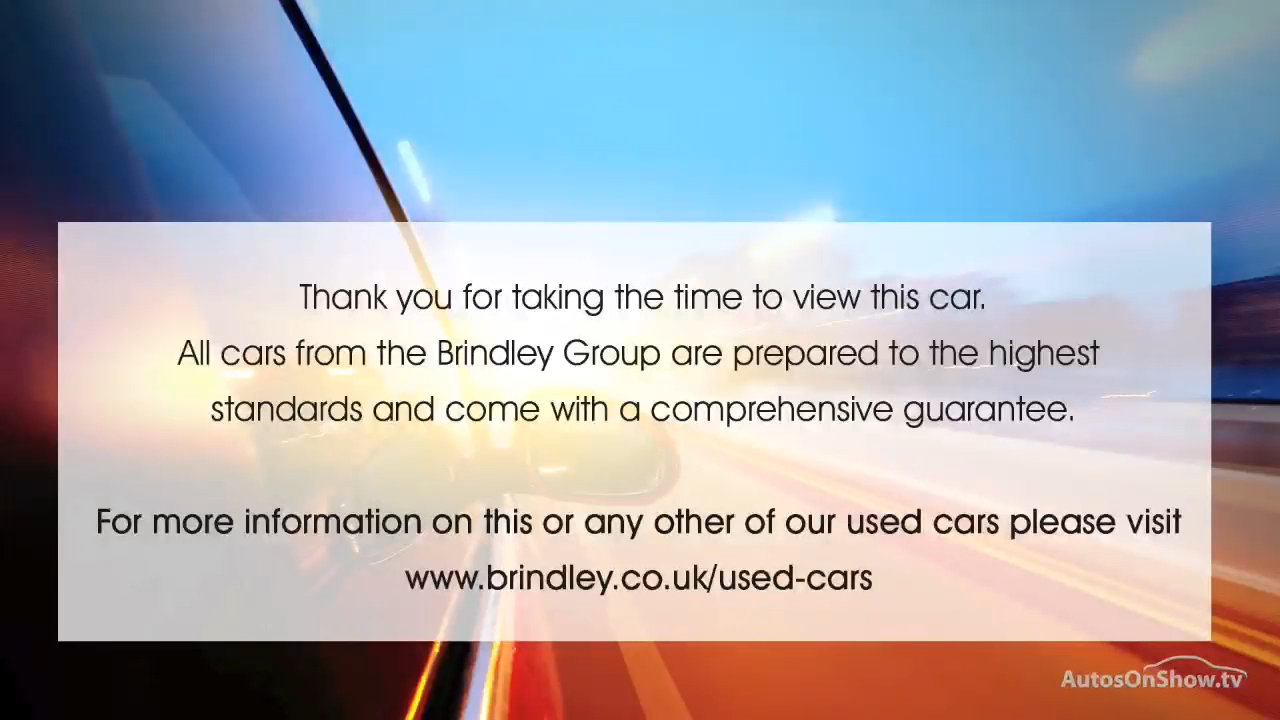 Thank you for taking the time to view this car.
All cars from the Brindley Group are prepared to the highest
standards and come with a comprehensive guarantee.
For more information on this or any other of our used cars please visit
www.brindley.co.uk/used-cars
AutosOnShow.tv